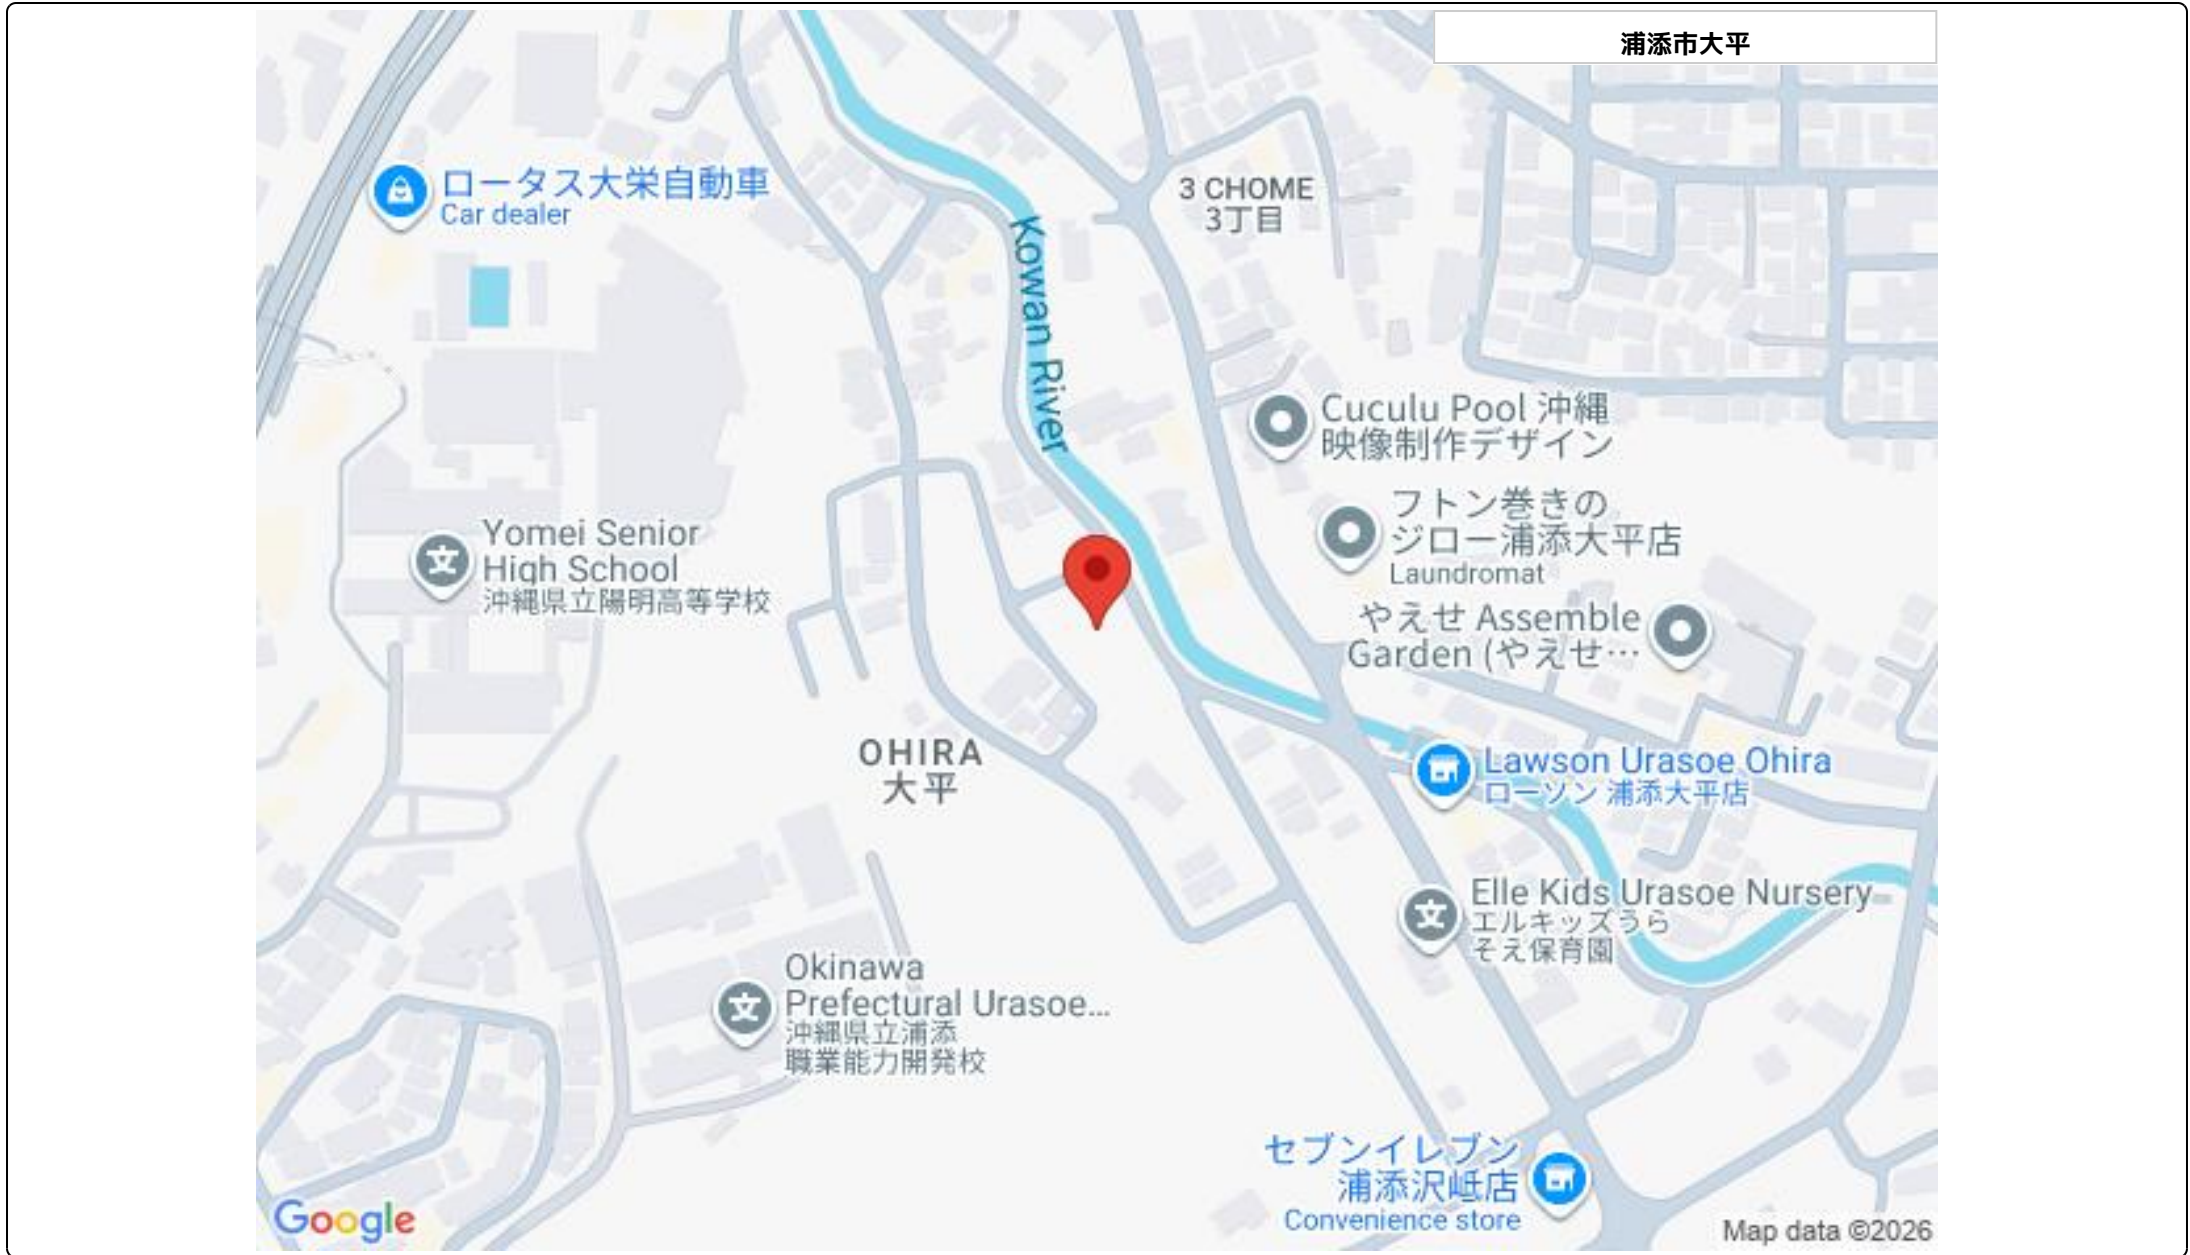 浦添市大平
ロータス大栄自動車
Car dealer
3 CHOME
3丁目
Kowan River
Cuculu Pool 沖縄
映像制作デザイン
フトン巻きの
ジロー浦添大平店
Laundromat
Yomei Senior
High School
沖縄県立陽明高等学校
やえせ Assemble
Garden (やえせ…
OHIRA
大平
Lawson Urasoe Ohira
ローソン 浦添大平店
Elle Kids Urasoe Nursery
エルキッズうら
そえ保育園
Okinawa
Prefectural Urasoe...
沖縄県立浦添
職業能力開発校
セブンイレブン
浦添沢岻店
Convenience store
Google
Map data ©2026